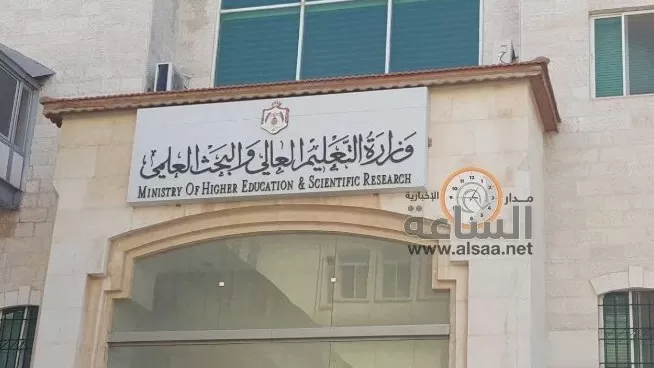 وزارة التعليم العالي والبحث العلمي
MINISTRY OF HIGHER EDUCATION & SCIENTIFIC RESEARCH
مدار
الإخبارية
الساعة
www.alsaa.net